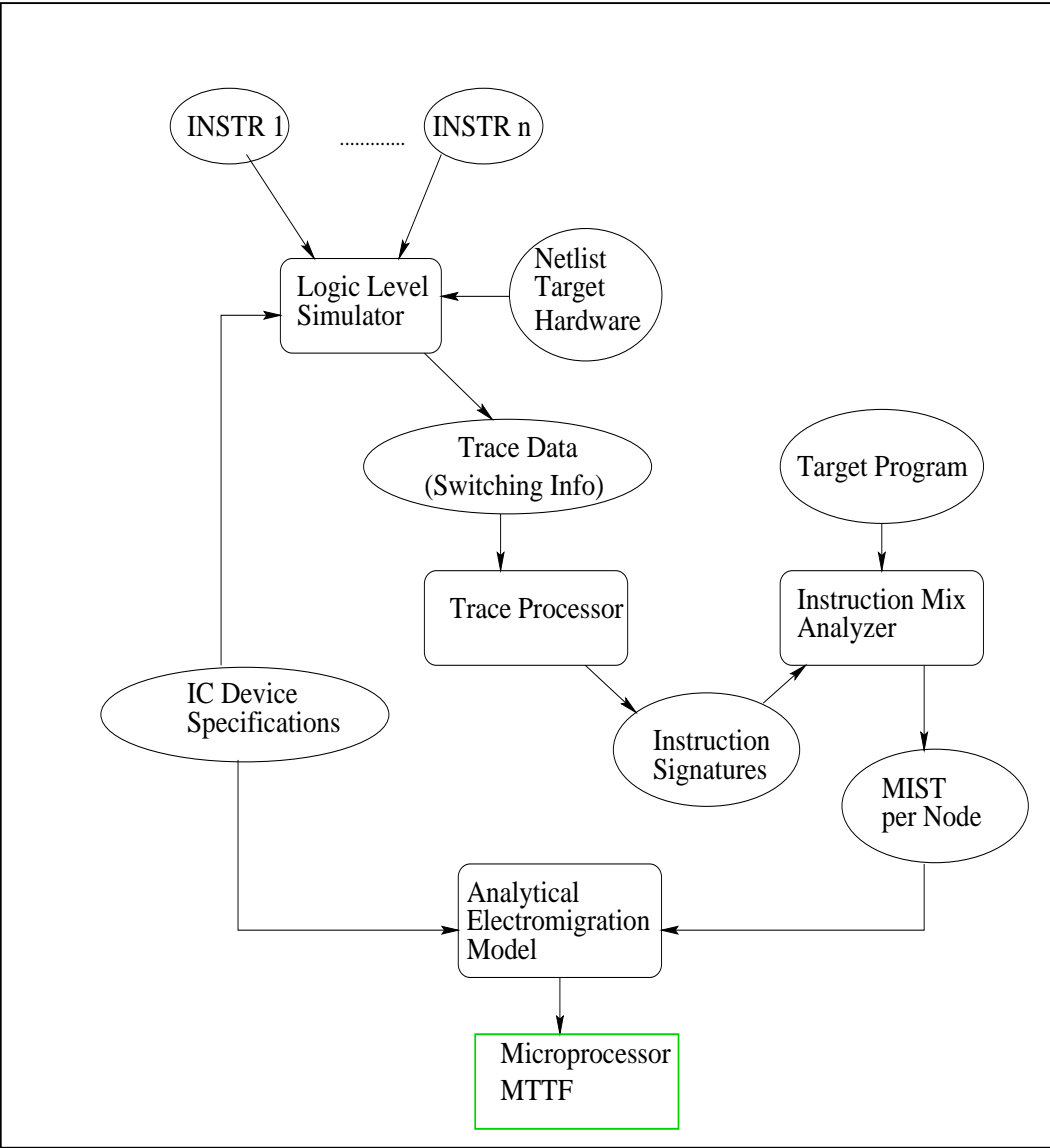 INSTR 1
.............
INSTR n
Netlist
Target
Hardware
Logic Level
Simulator
Trace Data
(Switching Info)
Target Program
Trace Processor
Instruction Mix
Analyzer
IC Device
Specifications
Instruction
Signatures
MIST
per Node
Analytical
Electromigration
Model
Microprocessor
MTTF